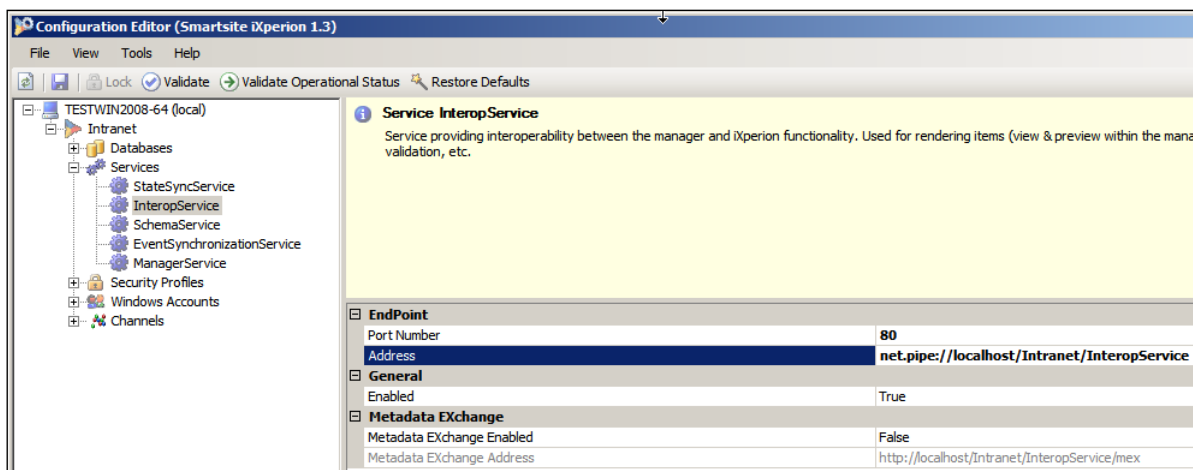 Configuration Editor (Smartsite iXperion 1.3)
File View Tools Help
Lock Validate Validate Operational Status Restore Defaults
TESTWIN2008-64 (local)
Intranet
Databases
Services
StateSyncService
InteropService
SchemaService
EventSynchronizationService
ManagerService
Security Profiles
Windows Accounts
Channels
Service InteropService
Service providing interoperability between the manager and iXperion functionality. Used for rendering items (view & preview within the mana
validation, etc.
EndPoint
Port Number 80
Address net.pipe://localhost/Intranet/InteropService
General
Enabled True
Metadata EXchange
Metadata EXchange Enabled False
Metadata EXchange Address http://localhost/Intranet/InteropService/mex